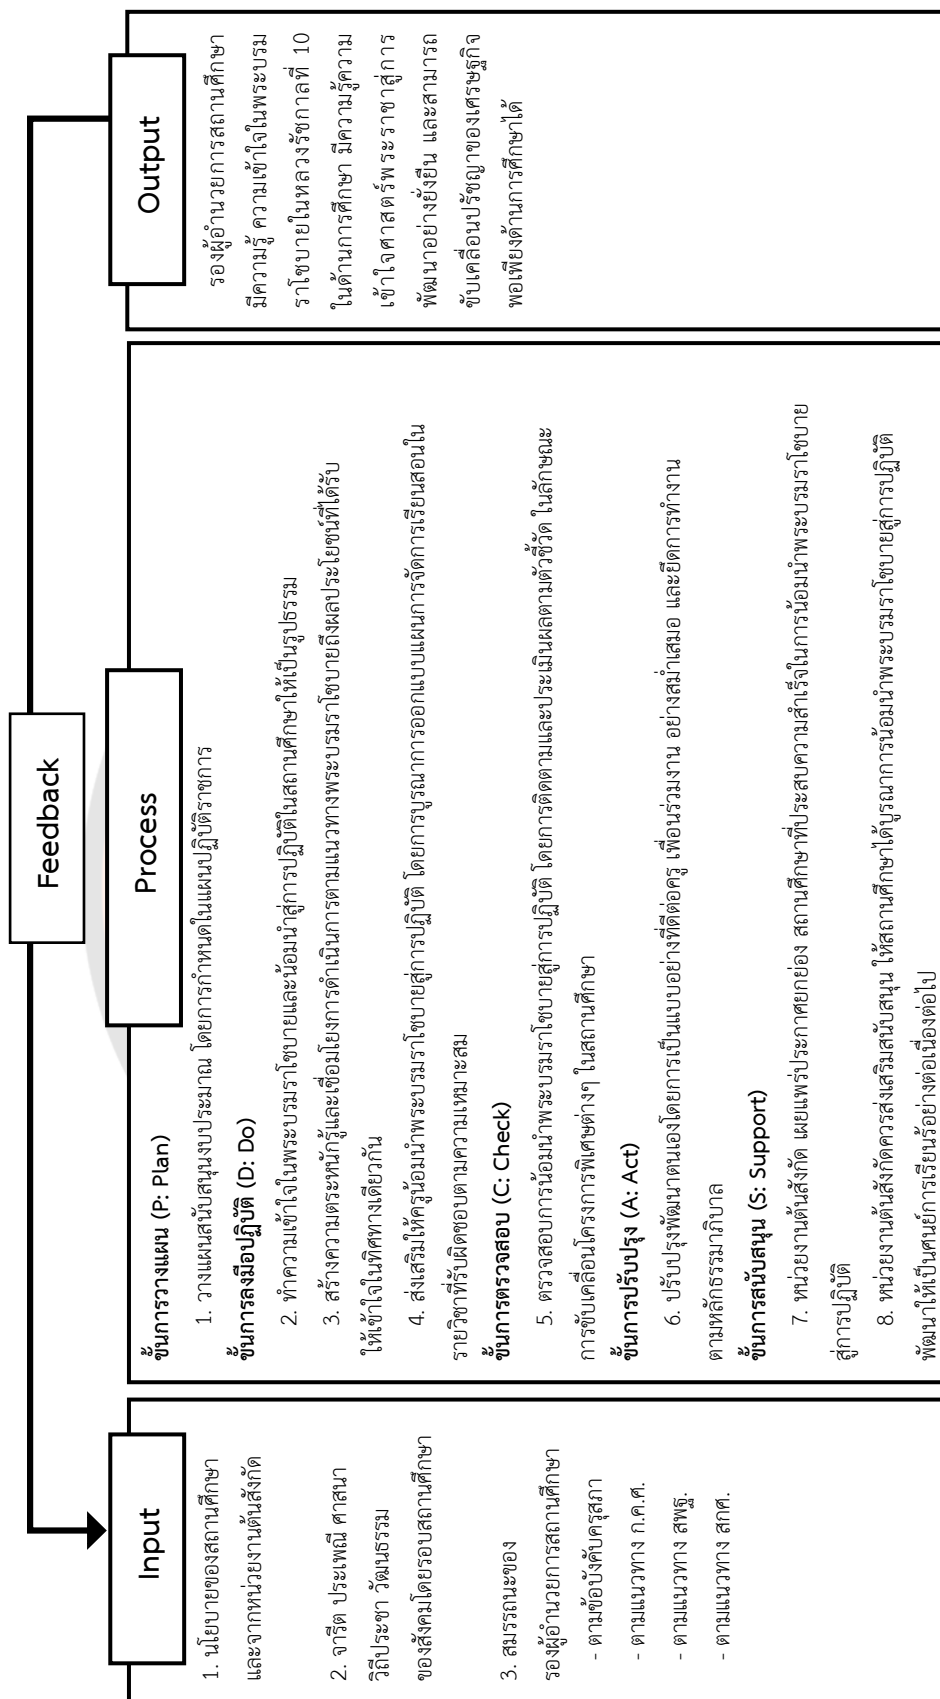 Feedback
Input
1. นโยบายของสถานศึกษา
และจากหน่วยงานต้นสังกัด
2. จารีต ประเพณี ศาสนา
วิถีประชา วัฒนธรรม
ของสังคมโดยรอบสถานศึกษา
3. สมรรถนะของ
รองผู้อำนวยการสถานศึกษา
- ตามข้อบังคับคุรุสภา
- ตามแนวทาง ก.ค.ศ.
- ตามแนวทาง สพฐ.
- ตามแนวทาง สกศ.
Process
ขั้นการวางแผน (P: Plan)
1. วางแผนสนับสนุนงบประมาณ โดยการกำหนดในแผนปฏิบัติราชการ
ขั้นการลงมือปฏิบัติ (D: Do)
2. ทำความเข้าใจในพระบรมราโชบายและน้อมนำสู่การปฏิบัติในสถานศึกษาให้เป็นรูปธรรม
3. สร้างความตระหนักรู้และเชื่อมโยงการดำเนินการตามแนวทางพระบรมราโชบายถึงผลประโยชน์ที่ได้รับ
ให้เข้าใจในทิศทางเดียวกัน
4. ส่งเสริมให้ครูน้อมนำพระบรมราโชบายสู่การปฏิบัติ โดยการบูรณาการออกแบบแผนการจัดการเรียนสอนใน
รายวิชาที่รับผิดชอบตามความเหมาะสม
ขั้นการตรวจสอบ (C: Check)
5. ตรวจสอบการน้อมนำพระบรมราโชบายสู่การปฏิบัติ โดยการติดตามและประเมินผลตามตัวชี้วัด ในลักษณะ
การขับเคลื่อนโครงการพิเศษต่างๆ ในสถานศึกษา
ขั้นการปรับปรุง (A: Act)
6. ปรับปรุงพัฒนาตนเองโดยการเป็นแบบอย่างที่ดีต่อครู เพื่อนร่วมงาน อย่างสม่ำเสมอ และยึดการทำงาน
ตามหลักธรรมาภิบาล
ขั้นการสนับสนุน (S: Support)
7. หน่วยงานต้นสังกัด เผยแพร่ประกาศยกย่อง สถานศึกษาที่ประสบความสำเร็จในการน้อมนำพระบรมราโชบาย
สู่การปฏิบัติ
8. หน่วยงานต้นสังกัดควรส่งเสริมสนับสนุน ให้สถานศึกษาได้บูรณาการน้อมนำพระบรมราโชบายสู่การปฏิบัติ
พัฒนาให้เป็นศูนย์การเรียนรู้อย่างต่อเนื่องต่อไป
Output
รองผู้อำนวยการสถานศึกษา
มีความรู้ ความเข้าใจในพระบรม
ราโชบายในหลวงรัชกาลที่ 10
ในด้านการศึกษา มีความรู้ความ
เข้าใจศาสตร์พระราชาสู่การ
พัฒนาอย่างยั่งยืน และสามารถ
ขับเคลื่อนปรัชญาของเศรษฐกิจ
พอเพียงด้านการศึกษาได้